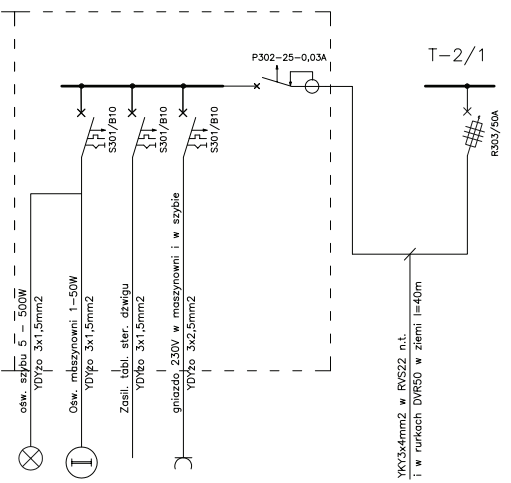 P302-25-0,03A
T-2/1
S301/B10
S301/B10
S301/B10
R303/50A
ośw. szybu 5 - 500W
YDYżo 3x1,5mm2
Ośw. maszynowni 1-50W
YDYżo 3x1,5mm2
Zasil. tabl. ster. dźwigu
YDYżo 3x1,5mm2
gniazdo 230V w maszynowni i w szybie
YDYżo 3x2,5mm2
YKY3x4mm2 w RVS22 n.t.
i w rurkach DVR50 w ziemi l=40m